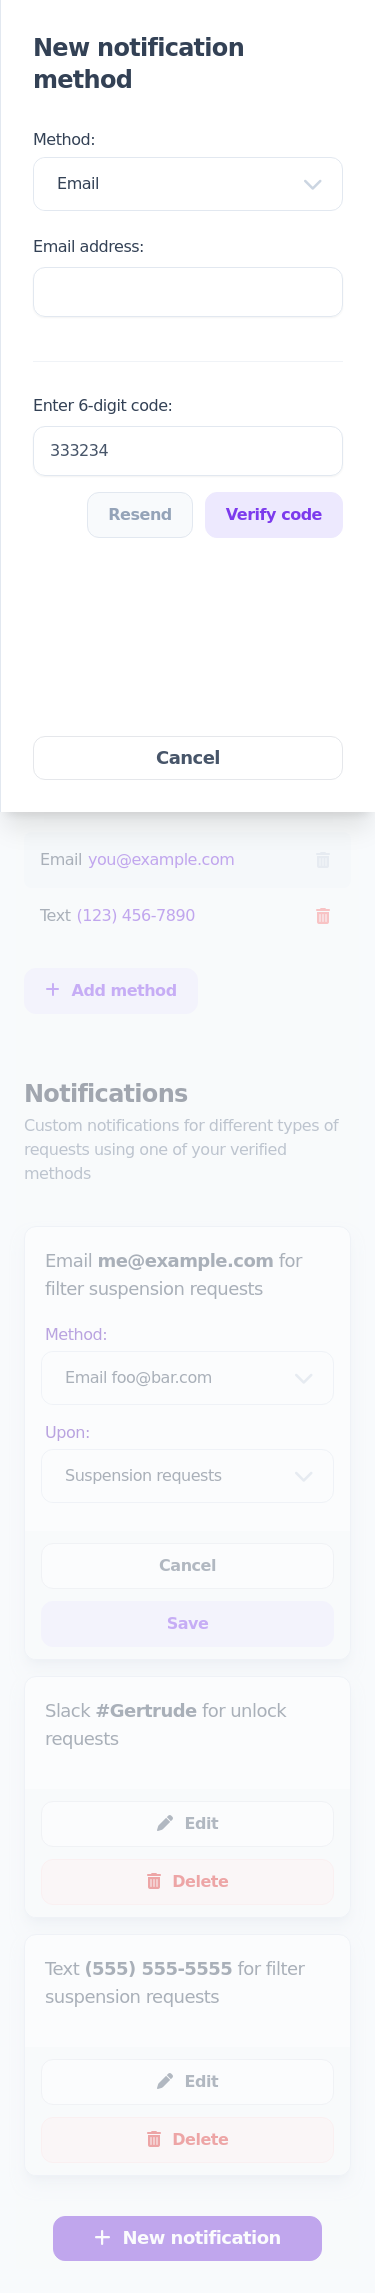 New notification
method
Method:
Email
Email address:
Enter 6-digit code:
333234
Resend
Verify code
Cancel
Email you@example.com
Text (123) 456-7890
Add method
Notifications
Custom notifications for different types of
requests using one of your verified
methods
Email me@example.com for
filter suspension requests
Method:
Email foo@bar.com
Upon:
Suspension requests
Cancel
Save
Slack #Gertrude for unlock
requests
Edit
Delete
Text (555) 555-5555 for filter
suspension requests
Edit
Delete
New notification